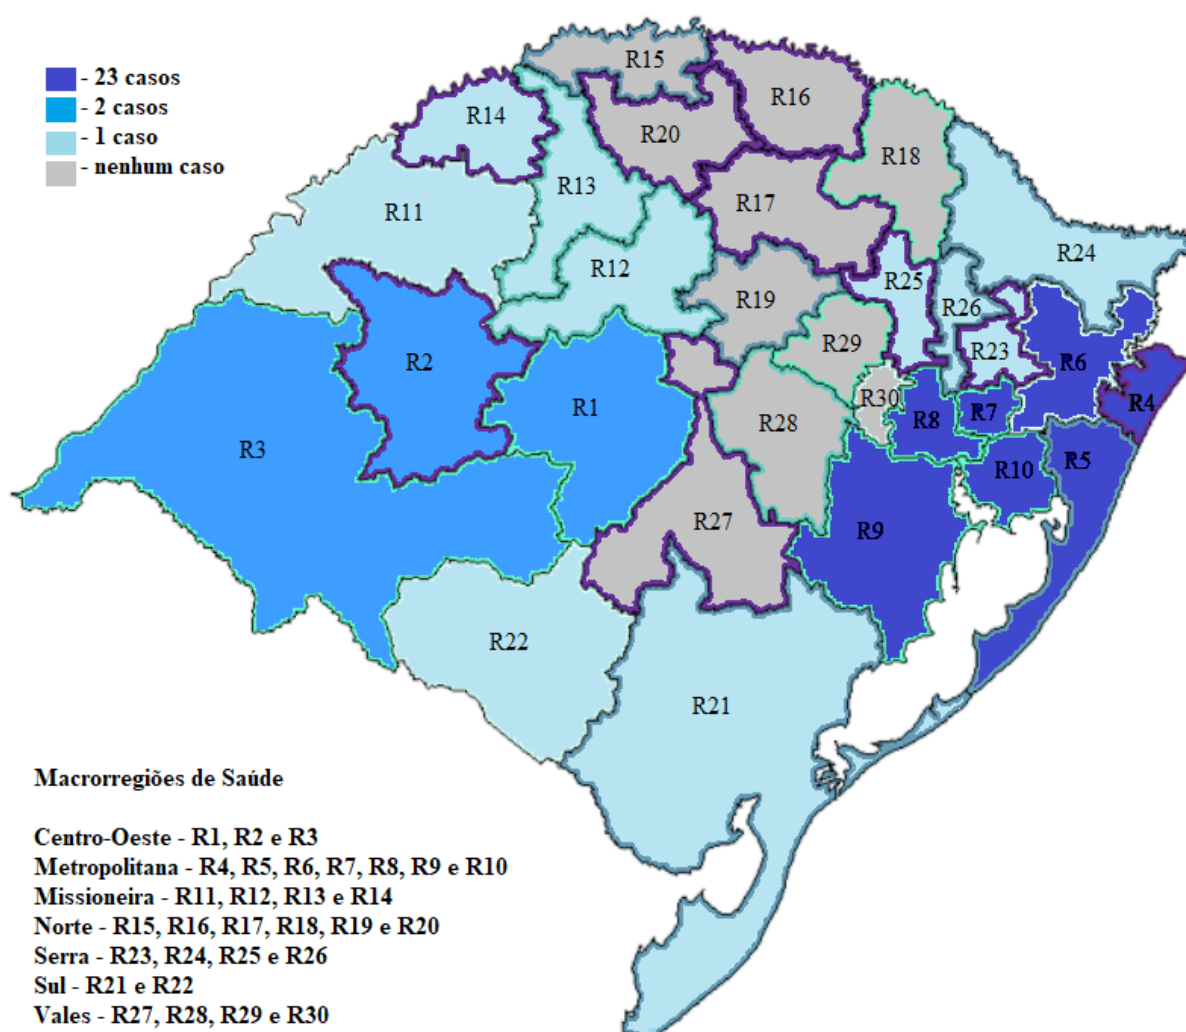 - 23 casos
- 2 casos
- 1 caso
- nenhum caso
R15
R16
R14
R20
R18
R13
R17
R11
R24
R12
R25
R19
R26
R29
R23
R6
R2
R30
R4
R1
R8
R7
R28
R3
R5
R10
R27
R9
R22
R21
Macrorregiões de Saúde
Centro-Oeste - R1, R2 e R3
Metropolitana - R4, R5, R6, R7, R8, R9 e R10
Missioneira - R11, R12, R13 e R14
Norte - R15, R16, R17, R18, R19 e R20
Serra - R23, R24, R25 e R26
Sul - R21 e R22
Vales - R27, R28, R29 e R30